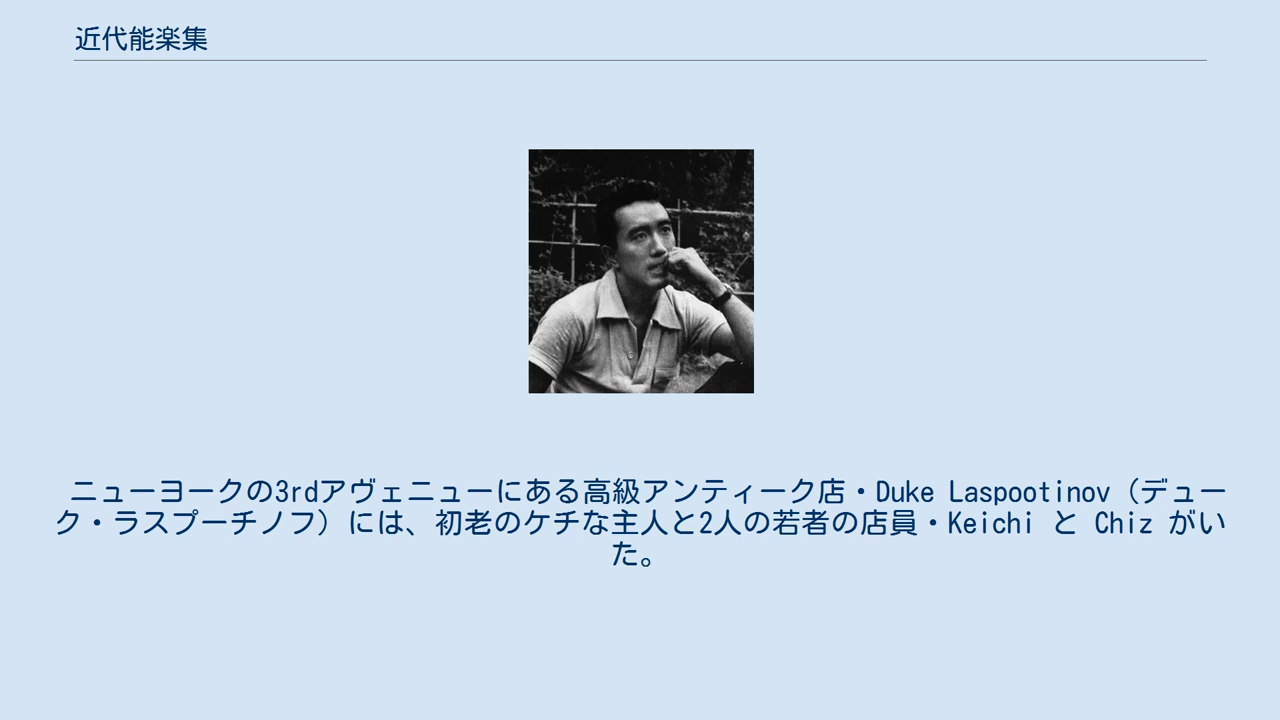 近代能楽集
ニューヨークの3rdアヴェニューにある高級アンティーク店・Duke Laspootinov（デュー
ク・ラスプーチノフ）には、初老のケチな主人と2人の若者の店員・Keichi と Chiz がい
た。